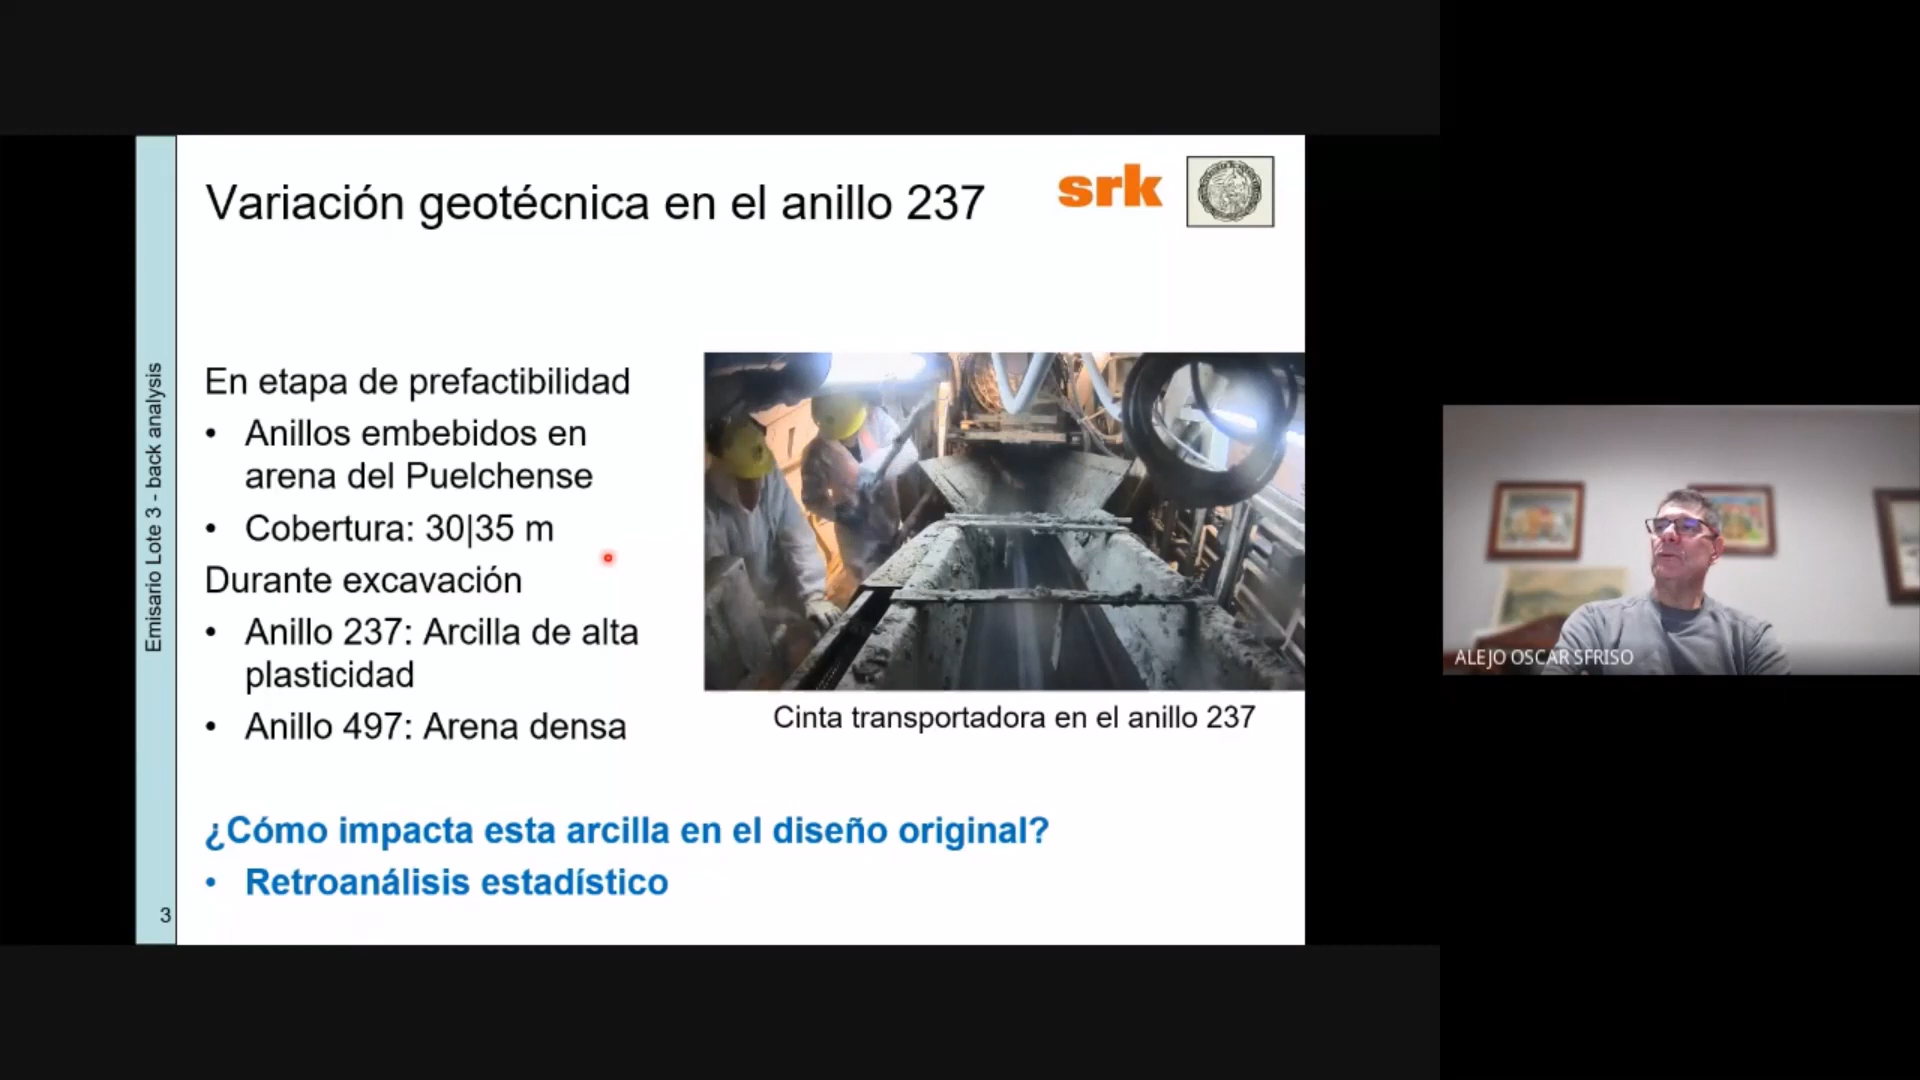 Variación geotécnica en el anillo 237
srk
En etapa de prefactibilidad
• Anillos embebidos en
arena del Puelchense
• Cobertura: 30|35 m
Durante excavación
• Anillo 237: Arcilla de alta
plasticidad
• Anillo 497: Arena densa
Cinta transportadora en el anillo 237
¿Cómo impacta esta arcilla en el diseño original?
• Retroanálisis estadístico
Emisario Lote 3 - back analysis
3
ALEJO OSCAR SFRISO